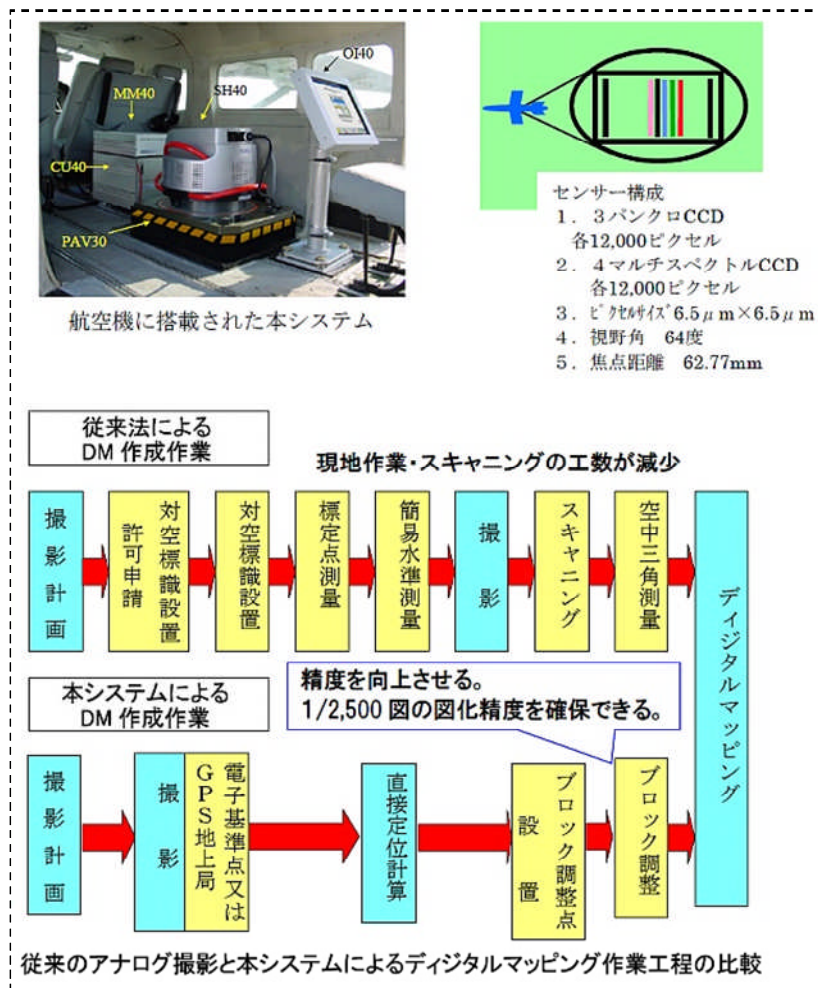 MM40
SH40
OI40
CU40
PAV30
航空機に搭載された本システム
センサー構成
1．3パンクロCCD
各12,000ピクセル
2．4マルチスペクトルCCD
各12,000ピクセル
3．ピクセルサイズ6.5μm×6.5μm
4．視野角 64度
5．焦点距離 62.77mm
従来法による
DM 作成作業
現地作業・スキャニングの工数が減少
撮影計画
対空標識設置
許可申請
対空標識設置
標定点測量
簡易水準測量
撮影
スキャニング
空中三角測量
ディジタルマッピング
本システムによる
DM 作成作業
精度を向上させる。
1/2,500 図の図化精度を確保できる。
撮影計画
撮影
電子基準点又は
GPS地上局
直接定位計算
ブロック調整点
設置
ブロック調整
従来のアナログ撮影と本システムによるディジタルマッピング作業工程の比較